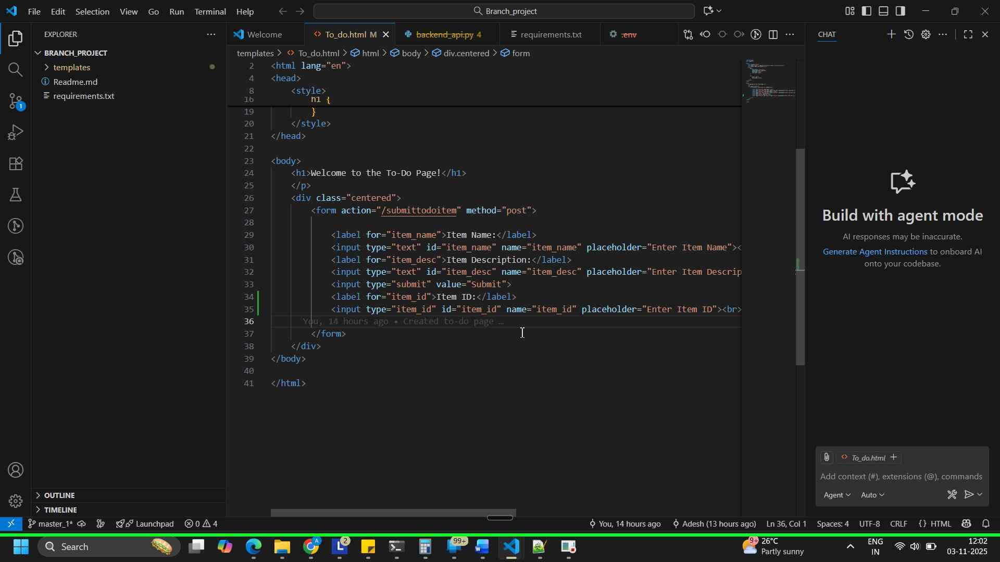 File Edit Selection View Go Run Terminal Help Branch_project
EXPLORER
BRANCH_PROJECT
templates
Readme.md
requirements.txt
OUTLINE
TIMELINE
1
Welcome To_do.html M backend_api.py 4 requirements.txt .env
templates > To_do.html > html > body > div.centered > form
2 <html lang="en">
4 <head>
8 <style>
16 h1 {
19 }
20 </style>
21 </head>
22
23 <body>
24 <h1>Welcome to the To-Do Page!</h1>
25 </p>
26 <div class="centered">
27 <form action="/submittodoitem" method="post">
28
29 <label for="item_name">Item Name:</label>
30 <input type="text" id="item_name" name="item_name" placeholder="Enter Item Name"><
31 <label for="item_desc">Item Description:</label>
32 <input type="text" id="item_desc" name="item_desc" placeholder="Enter Item Descrip
33 <input type="submit" value="Submit">
34 <label for="item_id">Item ID:</label>
35 <input type="item_id" id="item_id" name="item_id" placeholder="Enter Item ID"><br>
36 You, 14 hours ago • Created to-do page …
37 </form>
38 </div>
39 </body>
40
41 </html>
CHAT
Build with agent mode
AI responses may be inaccurate.
Generate Agent Instructions to onboard AI
onto your codebase.
To_do.html
Add context (#), extensions (@), commands
Agent Auto
master_1* Launchpad 0 4 You, 14 hours ago Adesh (13 hours ago) Ln 36, Col 1 Spaces: 4 UTF-8 CRLF {} HTML
Search
A
L
2
99+
W
9+
26°C
Partly sunny
ENG
IN
12:02
03-11-2025